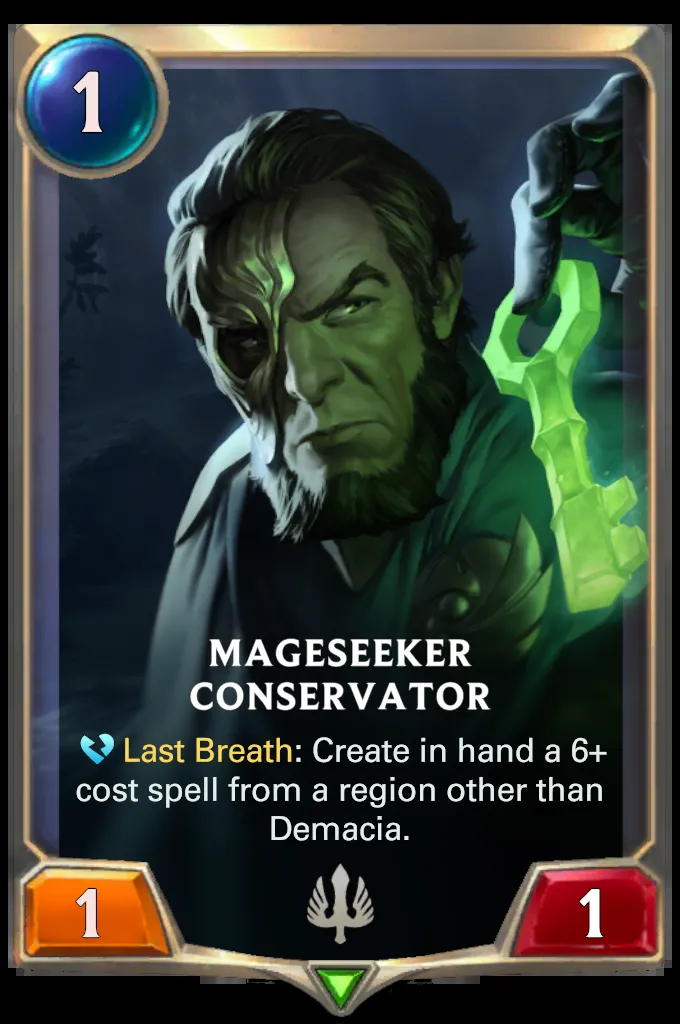 1
MAGESEEKER
CONSERVATOR
Last Breath: Create in hand a 6+
cost spell from a region other than
Demacia.
1
1